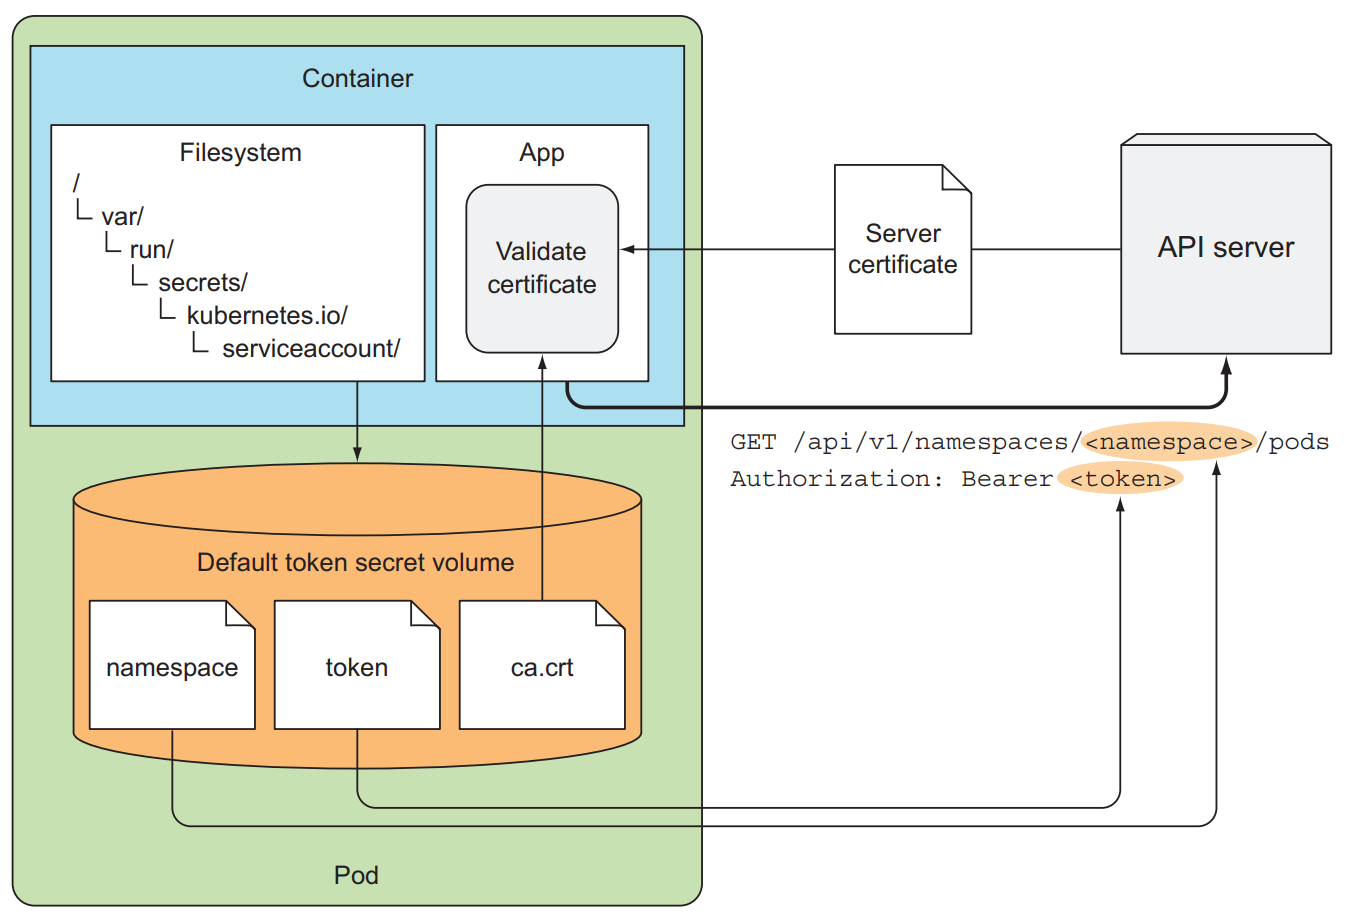 Container
Filesystem
/
var/
run/
secrets/
kubernetes.io/
serviceaccount/
App
Validate
certificate
Server
certificate
API server
GET /api/v1/namespaces/<namespace>/pods
Authorization: Bearer <token>
Default token secret volume
namespace
token
ca.crt
Pod